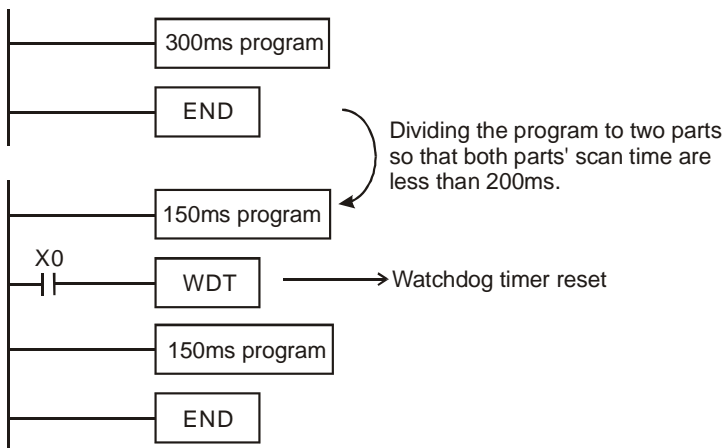 300ms program
END
Dividing the program to two parts
so that both parts' scan time are
less than 200ms.
150ms program
X0
WDT
Watchdog timer reset
150ms program
END